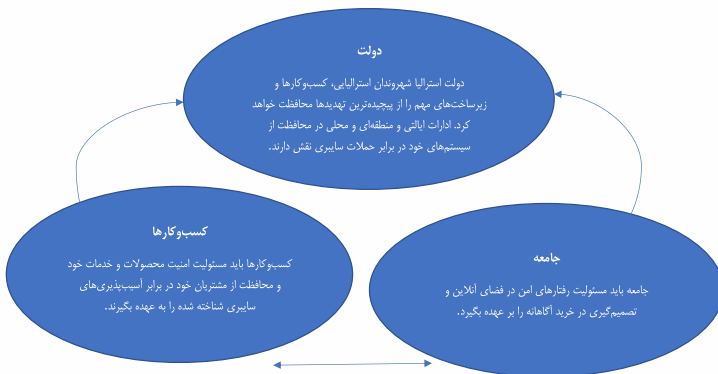 دولت
دولت استرالیا شهروندان استرالیایی، کسب‌وکارها و
زیرساخت‌های مهم را از پیچیده‌ترین تهدیدها محافظت خواهد
کرد. ادارات ایالتی و منطقه‌ای و محلی در محافظت از
سیستم‌های خود در برابر حملات سایبری نقش دارند.
کسب‌وکارها
کسب‌وکارها باید مسئولیت امنیت محصولات و خدمات خود
و محافظت از مشتریان خود در برابر آسیب‌پذیری‌های
سایبری شناخته شده را به عهده بگیرند.
جامعه
جامعه باید مسئولیت رفتارهای امن در فضای آنلاین و
تصمیم‌گیری در خرید آگاهانه را بر عهده بگیرد.